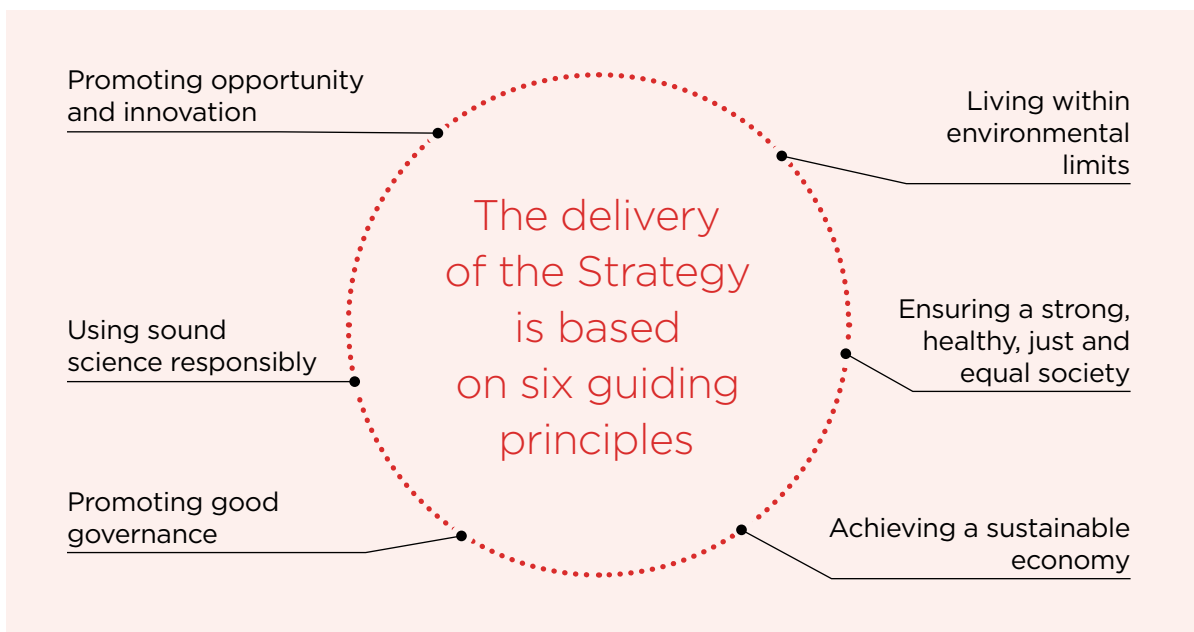 Promoting opportunity
and innovation
Living within
environmental
limits
The delivery
of the Strategy
is based
on six guiding
principles
Using sound
science responsibly
Ensuring a strong,
healthy, just and
equal society
Promoting good
governance
Achieving a sustainable
economy